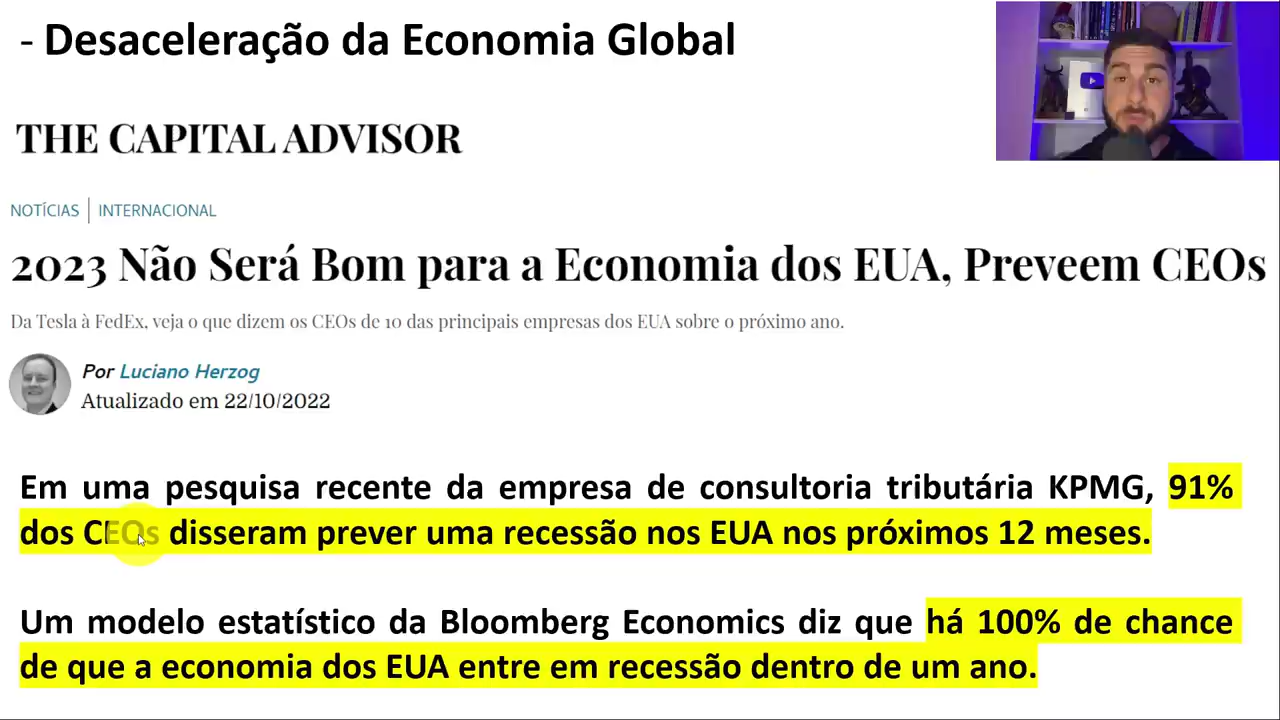 - Desaceleração da Economia Global
THE CAPITAL ADVISOR
NOTÍCIAS | INTERNACIONAL
2023 Não Será Bom para a Economia dos EUA, Preveem CEOs
Da Tesla à FedEx, veja o que dizem os CEOs de 10 das principais empresas dos EUA sobre o próximo ano.
Por Luciano Herzog
Atualizado em 22/10/2022
Em uma pesquisa recente da empresa de consultoria tributária KPMG, 91%
dos CEOs disseram prever uma recessão nos EUA nos próximos 12 meses.
Um modelo estatístico da Bloomberg Economics diz que há 100% de chance
de que a economia dos EUA entre em recessão dentro de um ano.